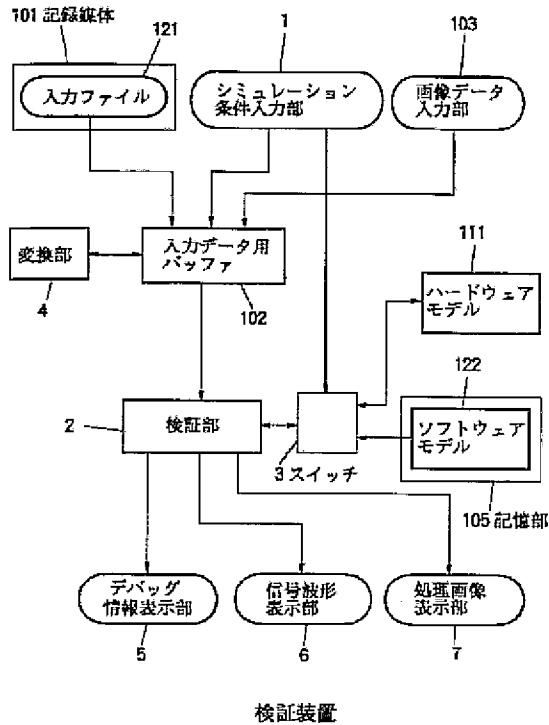 101 記録媒体
121
入力ファイル
1
シミュレーション
条件入力部
103
画像データ
入力部
変換部
4
入力データ用
バッファ
102
111
ハードウェア
モデル
2
検証部
3 スイッチ
122
ソフトウェア
モデル
105 記憶部
デバッグ
情報表示部
5
信号波形
表示部
6
処理画像
表示部
7
検証装置